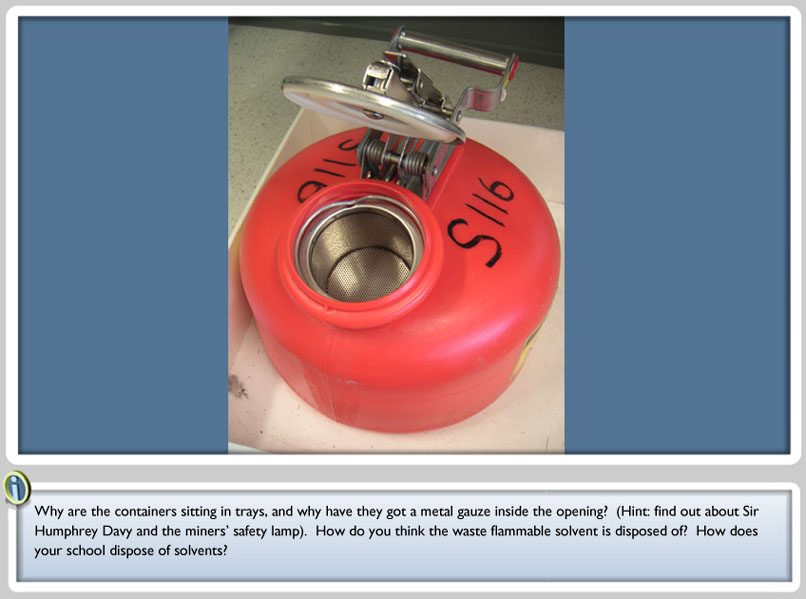 S116
S116
Why are the containers sitting in trays, and why have they got a metal gauze inside the opening?  (Hint: find out about Sir
Humphrey Davy and the miners' safety lamp).  How do you think the waste flammable solvent is disposed of?  How does
your school dispose of solvents?